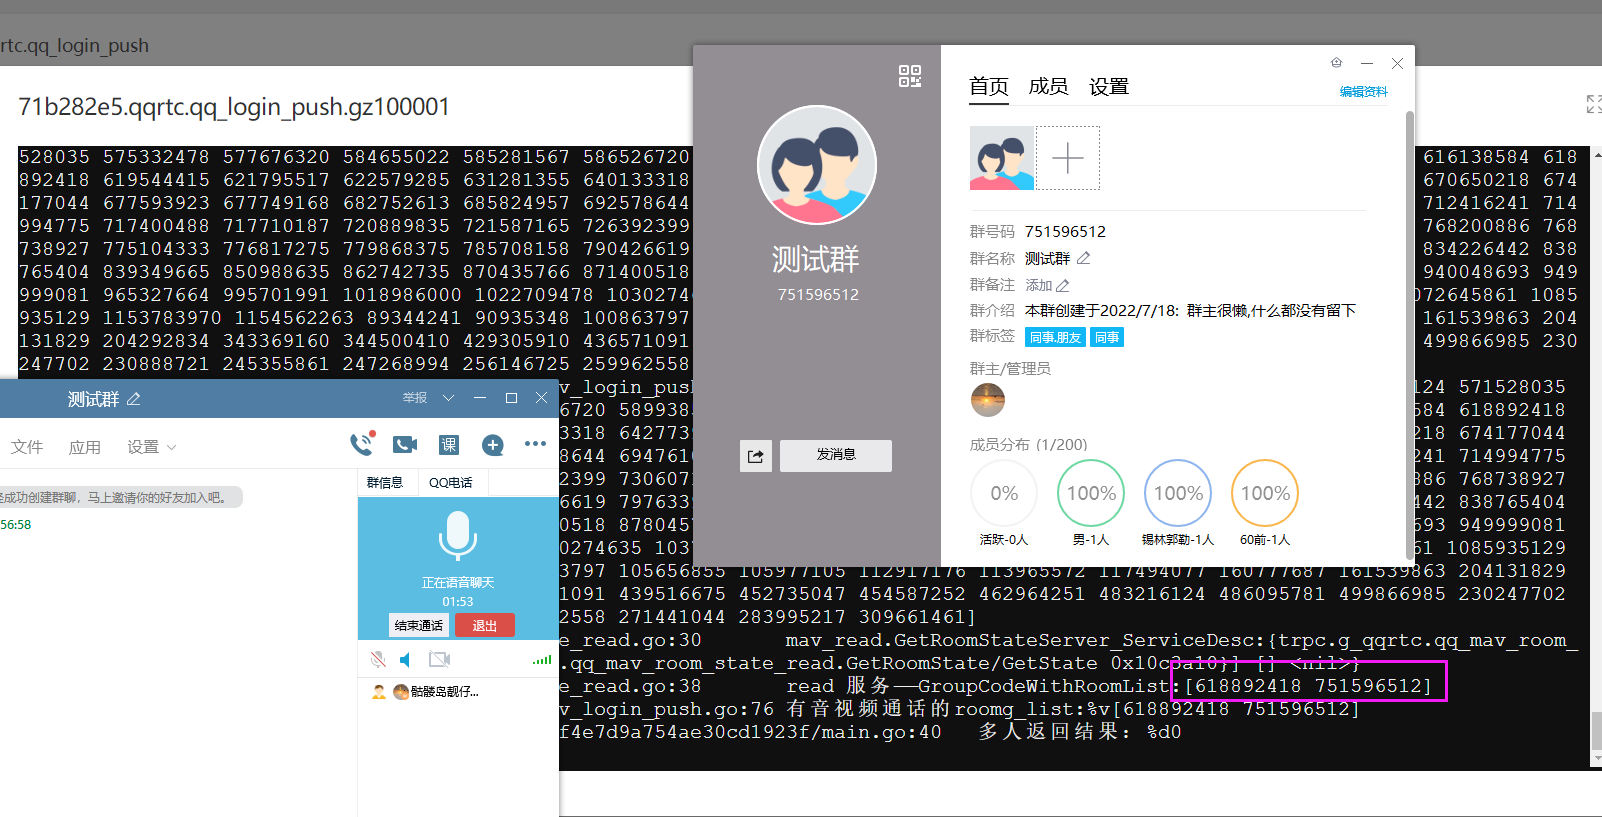 rtc.qq_login_push
71b282e5.qqrtc.qq_login_push.gz100001
528035 575332478 577676320 584655022 585281567 586526720
616138584 618
892418 619544415 621795517 622579285 631281355 640133318
670650218 674
177044 677593923 677749168 682752613 685824957 692578644
712416241 714
994775 717400488 717710187 720889835 721587165 726392399
768200886 768
738927 775104333 776817275 779868375 785708158 790426619
834226442 838
765404 839349665 850988635 862742735 870435766 871400518
940048693 949
999081 965327664 995701991 1018986000 1022709478 1030274
072645861 1085
935129 1153783970 1154562263 89344241 90935348 100863797
161539863 204
131829 204292834 343369160 344500410 429305910 436571091
499866985 230
247702 230888721 245355861 247268994 256146725 259962558
v_login_pus
24 571528035
6720 58993
584 618892418
3318 642773
218 674177044
8644 69476
241 714994775
2399 730607
886 768738927
6619 797633
442 838765404
0518 878045
693 949999081
0274635 103
61 1085935129
3797 105656855 105977105 112917176 113965572 117494077 160777687 161539863 204131829
1091 439516675 452735047 454587252 462964251 483216124 486095781 499866985 230247702
2558 271441044 283995217 309661461]
e_read.go:30 mav_read.GetRoomStateServer_ServiceDesc:{trpc.g_qqrtc.qq_mav_room_
.qq_mav_room_state_read.GetRoomState/GetState 0x10c3a10}] [] <nil>}
e_read.go:38 read 服务——GroupCodeWithRoomList:[618892418 751596512]
v_login_push.go:76 有音视频通话的roomg_list:%v[618892418 751596512]
f4e7d9a754ae30cd1923f/main.go:40 多人返回结果: %d0
测试群
751596512
发消息
首页 成员 设置
编辑资料
群号码 751596512
群名称 测试群
群备注 添加
群介绍 本群创建于2022/7/18: 群主很懒,什么都没有留下
群标签 同事.朋友 同事
群主/管理员
成员分布 (1/200)
0% 100% 100% 100%
活跃-0人 男-1人 锡林郭勒-1人 60前-1人
测试群
举报
文件 应用 设置
课
群信息 QQ电话
成功创建群聊，马上邀请你的好友加入吧。
56:58
正在语音聊天
01:53
结束通话 退出
骷髅岛靓仔...